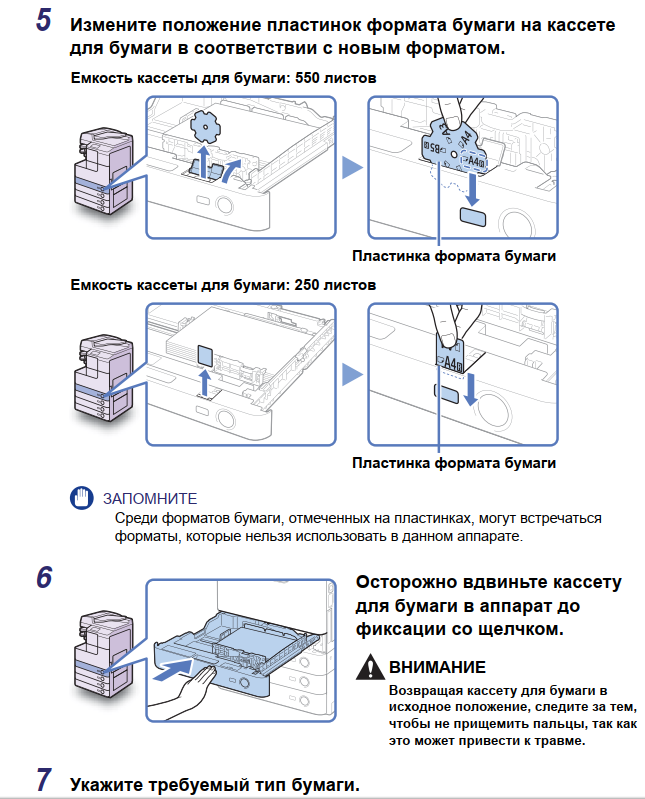 5 Измените положение пластинок формата бумаги на кассете
для бумаги в соответствии с новым форматом.
Емкость кассеты для бумаги: 550 листов
A3
A4
B5
A4
Пластинка формата бумаги
Емкость кассеты для бумаги: 250 листов
A4
Пластинка формата бумаги
ЗАПОМНИТЕ
Среди форматов бумаги, отмеченных на пластинках, могут встречаться
форматы, которые нельзя использовать в данном аппарате.
6 Осторожно вдвиньте кассету
для бумаги в аппарат до
фиксации со щелчком.
ВНИМАНИЕ
Возвращая кассету для бумаги в
исходное положение, следите за тем,
чтобы не прищемить пальцы, так как
это может привести к травме.
7 Укажите требуемый тип бумаги.